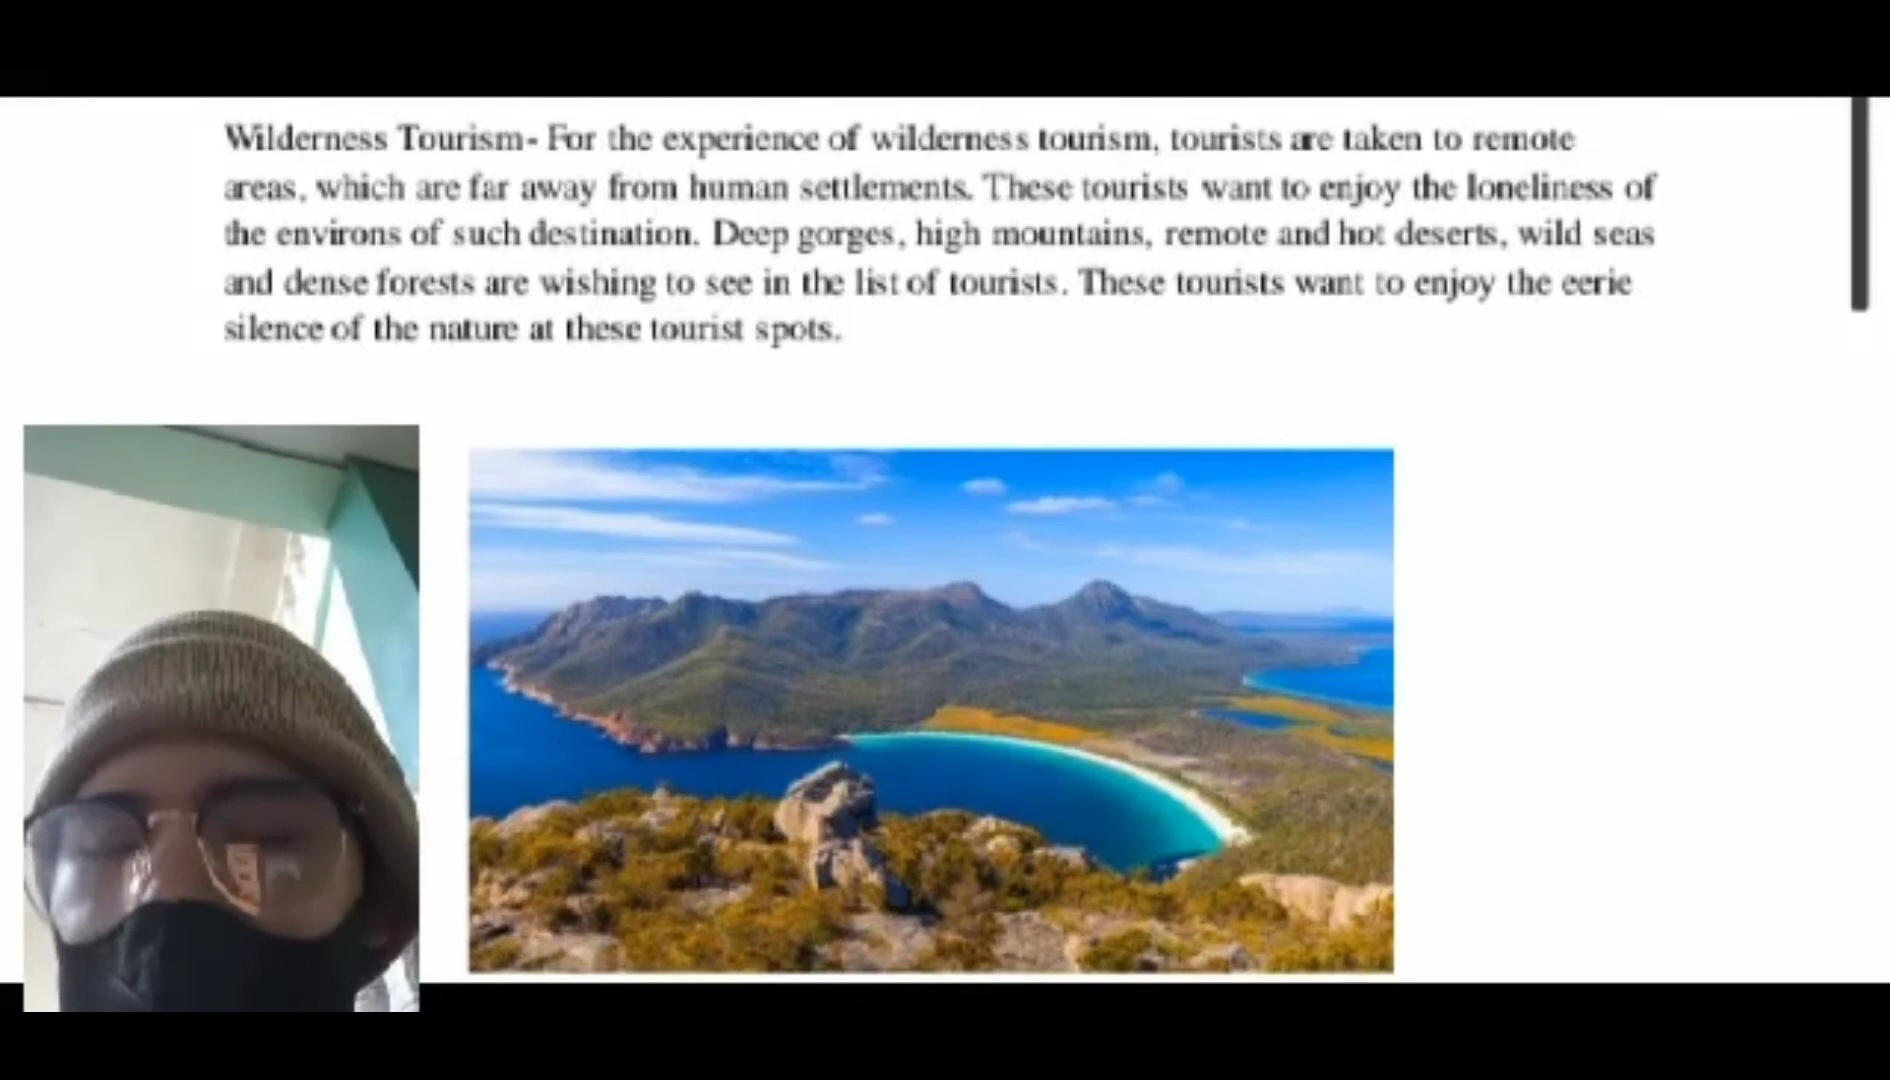 Wilderness Tourism- For the experience of wilderness tourism, tourists are taken to remote
areas, which are far away from human settlements. These tourists want to enjoy the loneliness of
the environs of such destination. Deep gorges, high mountains, remote and hot deserts, wild seas
and dense forests are wishing to see in the list of tourists. These tourists want to enjoy the eerie
silence of the nature at these tourist spots.